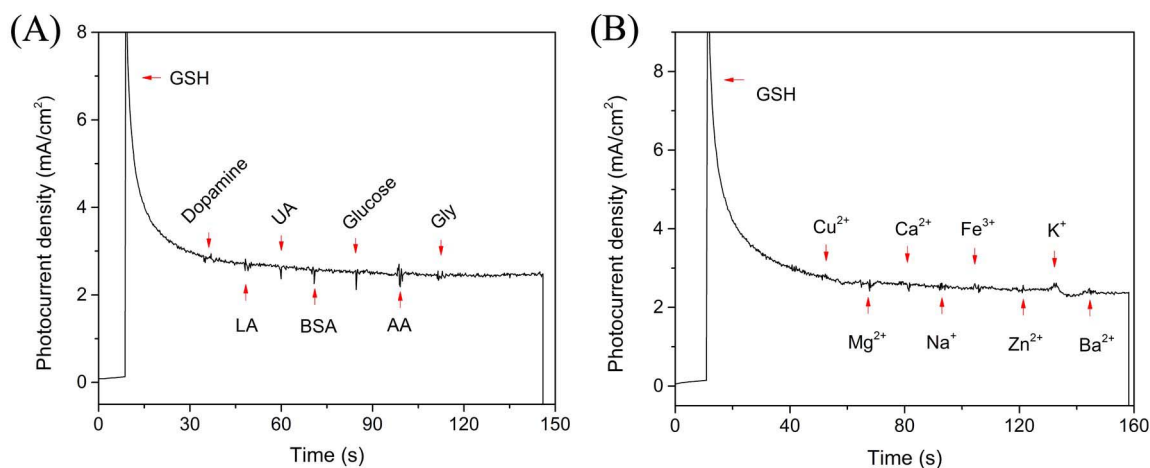 (A)
8
6
4
2
0
Photocurrent density (mA/cm²)
GSH
Dopamine
UA
Glucose
Gly
LA
BSA
AA
0 30 60 90 120 150
Time (s)
(B)
8
6
4
2
0
Photocurrent density (mA/cm²)
GSH
Cu²⁺
Ca²⁺
Fe³⁺
K⁺
Mg²⁺
Na⁺
Zn²⁺
Ba²⁺
0 40 80 120 160
Time (s)